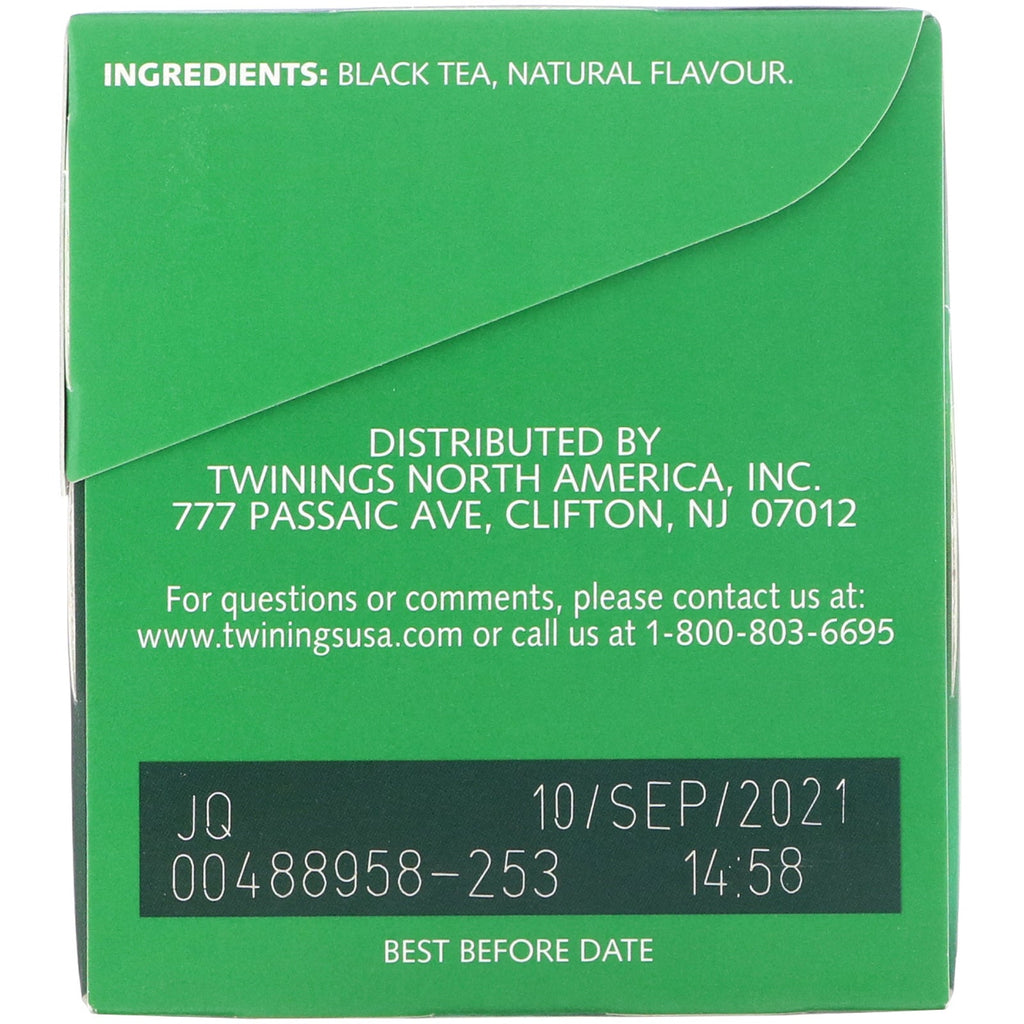 INGREDIENTS: BLACK TEA, NATURAL FLAVOUR.
DISTRIBUTED BY
TWININGS NORTH AMERICA, INC.
777 PASSAIC AVE, CLIFTON, NJ 07012
For questions or comments, please contact us at:
www.twiningsusa.com or call us at 1-800-803-6695
JQ 10/SEP/2021
00488958-253 14:58
BEST BEFORE DATE